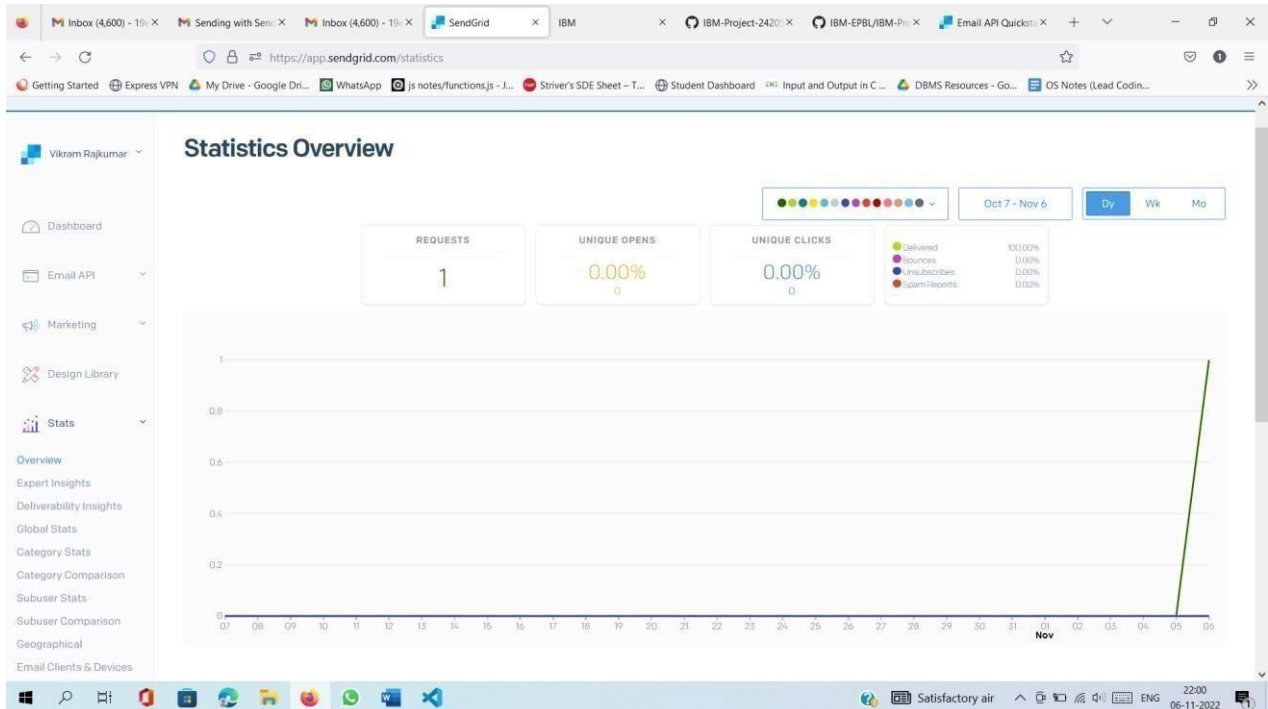 Inbox (4,600) - 19
Sending with Send
Inbox (4,600) - 19
SendGrid
IBM
IBM-Project-2420
IBM-EPBL/IBM-Pro
Email API Quicksta
https://app.sendgrid.com/statistics
1
Getting Started
Express VPN
My Drive - Google Dri...
WhatsApp
js notes/functions.js - J...
Striver's SDE Sheet – T...
Student Dashboard
Input and Output in C ...
DBMS Resources - Go...
OS Notes (Lead Codin...
Vikram Rajkumar
Statistics Overview
Oct 7 - Nov 6
Dy
Wk
Mo
Dashboard
Email API
Marketing
Design Library
Stats
Overview
Expert Insights
Deliverability Insights
Global Stats
Category Stats
Category Comparison
Subuser Stats
Subuser Comparison
Geographical
Email Clients & Devices
REQUESTS
1
UNIQUE OPENS
0.00%
0
UNIQUE CLICKS
0.00%
0
Delivered 100.00%
Bounces 0.00%
Unsubscribes 0.00%
Spam Reports 0.00%
1
0.8
0.6
0.4
0.2
0
07 08 09 10 11 12 13 14 15 16 17 18 19 20 21 22 23 24 25 26 27 28 29 30 31 01 02 03 04 05 06
Nov
Satisfactory air
ENG
22:00
06-11-2022